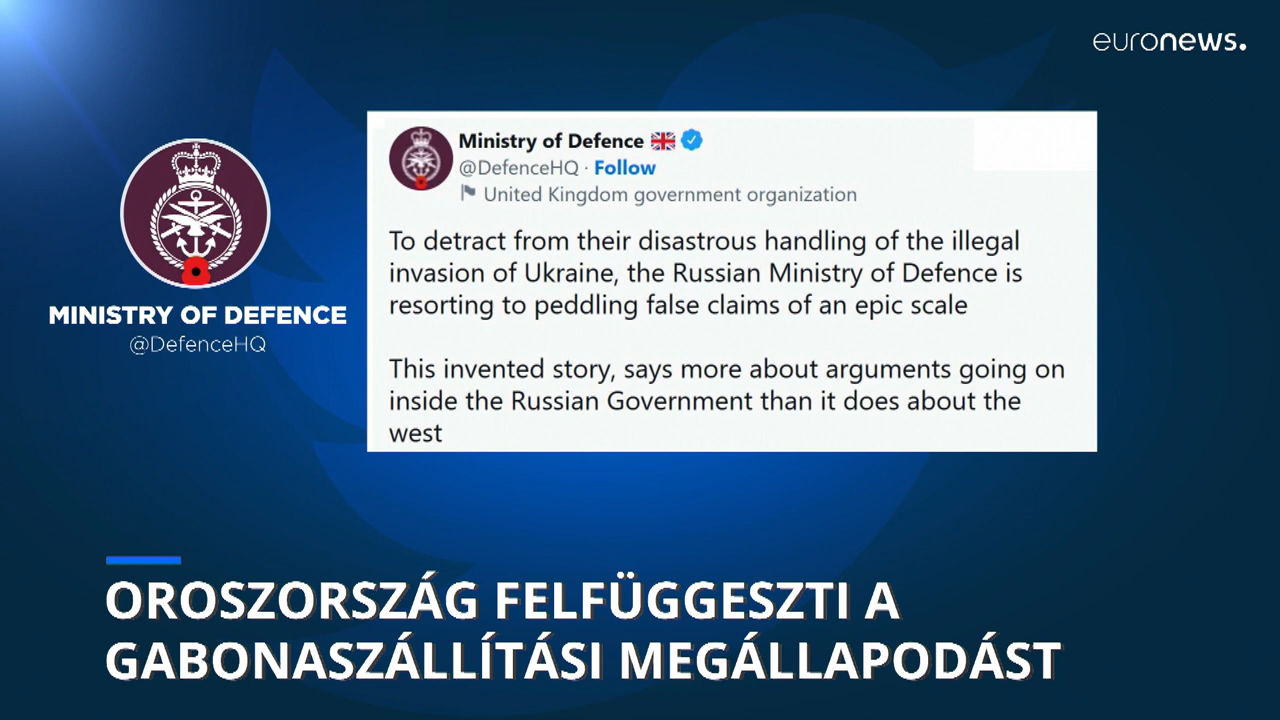 euronews.
Ministry of Defence
@DefenceHQ · Follow
United Kingdom government organization
To detract from their disastrous handling of the illegal
invasion of Ukraine, the Russian Ministry of Defence is
resorting to peddling false claims of an epic scale
This invented story, says more about arguments going on
inside the Russian Government than it does about the
west
MINISTRY OF DEFENCE
@DefenceHQ
OROSZORSZÁG FELFÜGGESZTI A
GABONASZÁLLÍTÁSI MEGÁLLAPODÁST